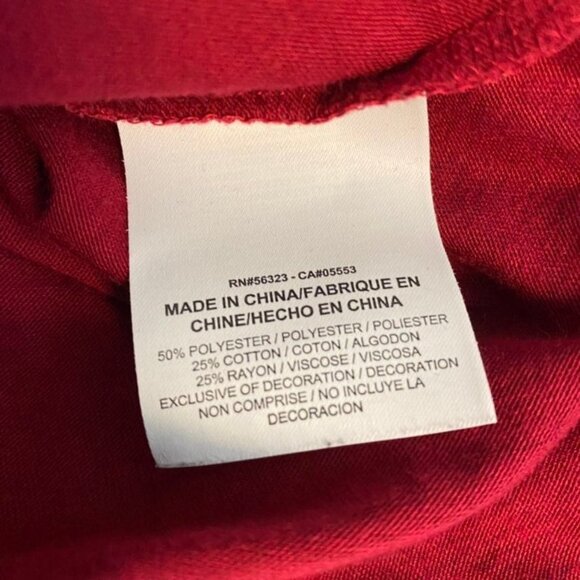 RN#56323 - CA#05553
MADE IN CHINA/FABRIQUE EN
CHINE/HECHO EN CHINA
50% POLYESTER / POLYESTER / POLIESTER
25% COTTON / COTON / ALGODON
25% RAYON / VISCOSE / VISCOSA
EXCLUSIVE OF DECORATION / DECORATION
NON COMPRISE / NO INCLUYE LA
DECORACION